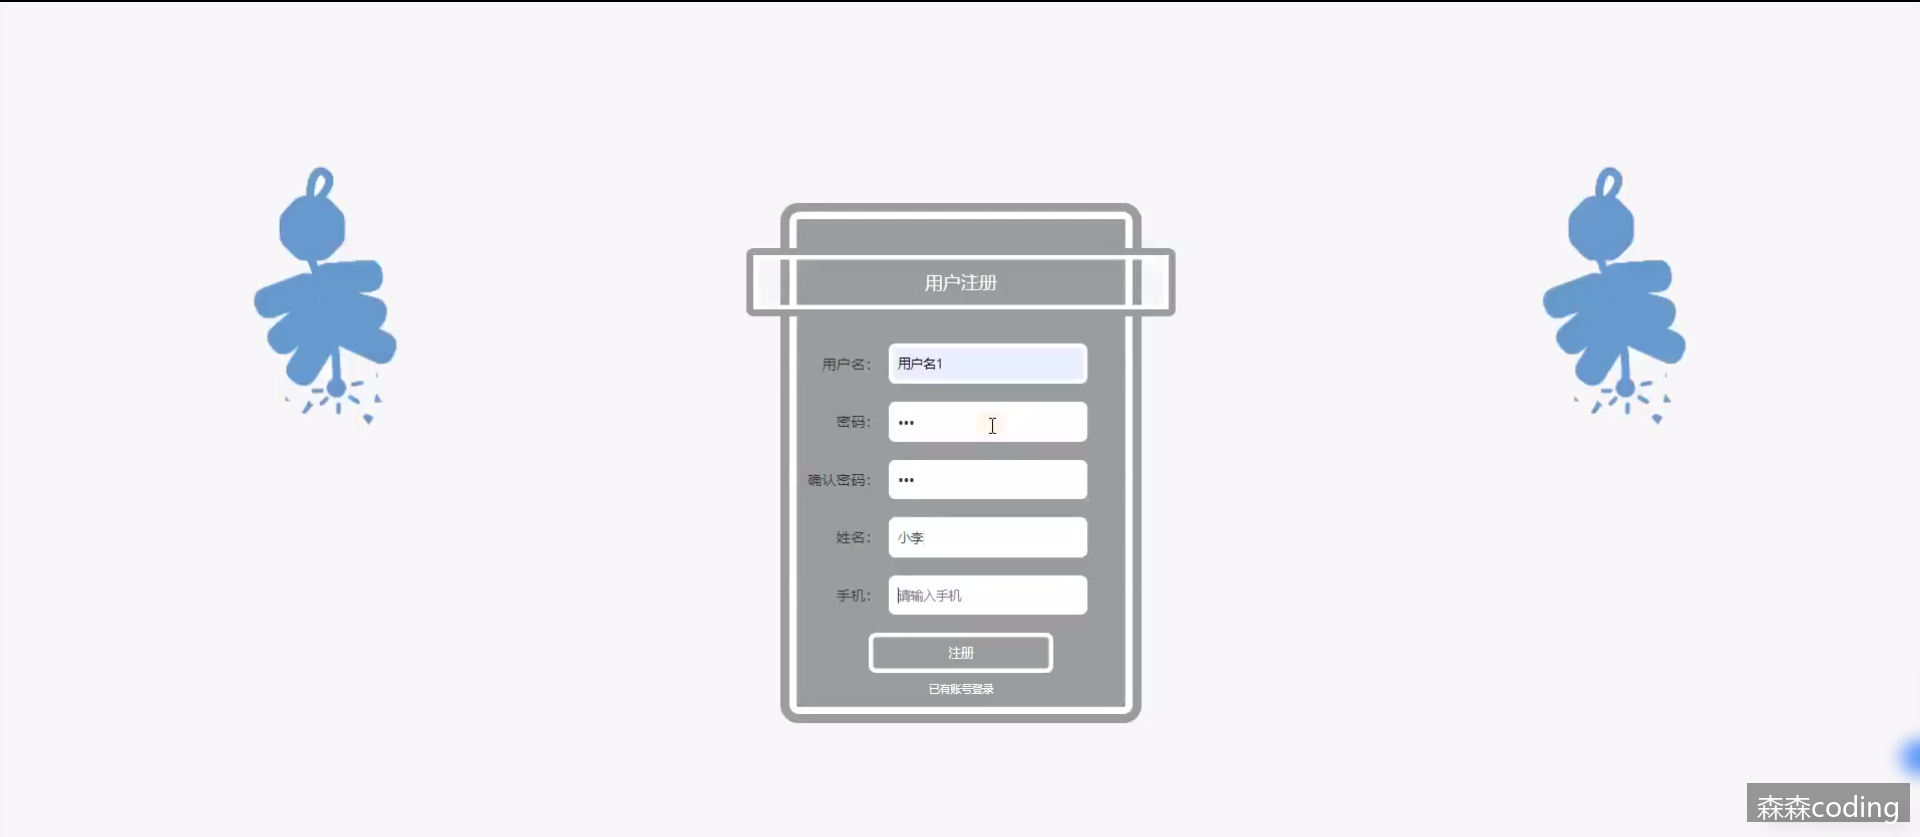 用户注册
用户名： 用户名1
密码： •••
确认密码： •••
姓名： 小李
手机： 请输入手机
注册
已有账号登录
森森coding